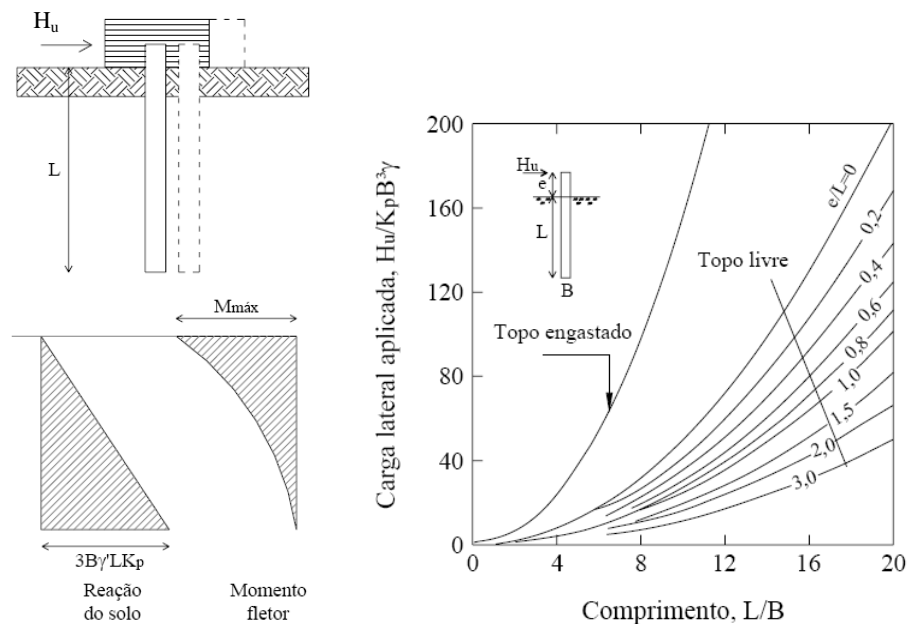 Hu
L
Mmáx
3Bγ'LKp
Reação
do solo
Momento
fletor
Carga lateral aplicada, Hu/KpB³γ
200
160
120
80
40
0
0
4
8
12
16
20
Comprimento, L/B
Hu
e
L
B
Topo engastado
Topo livre
e/L=0
0,2
0,4
0,6
0,8
1,0
1,5
2,0
3,0